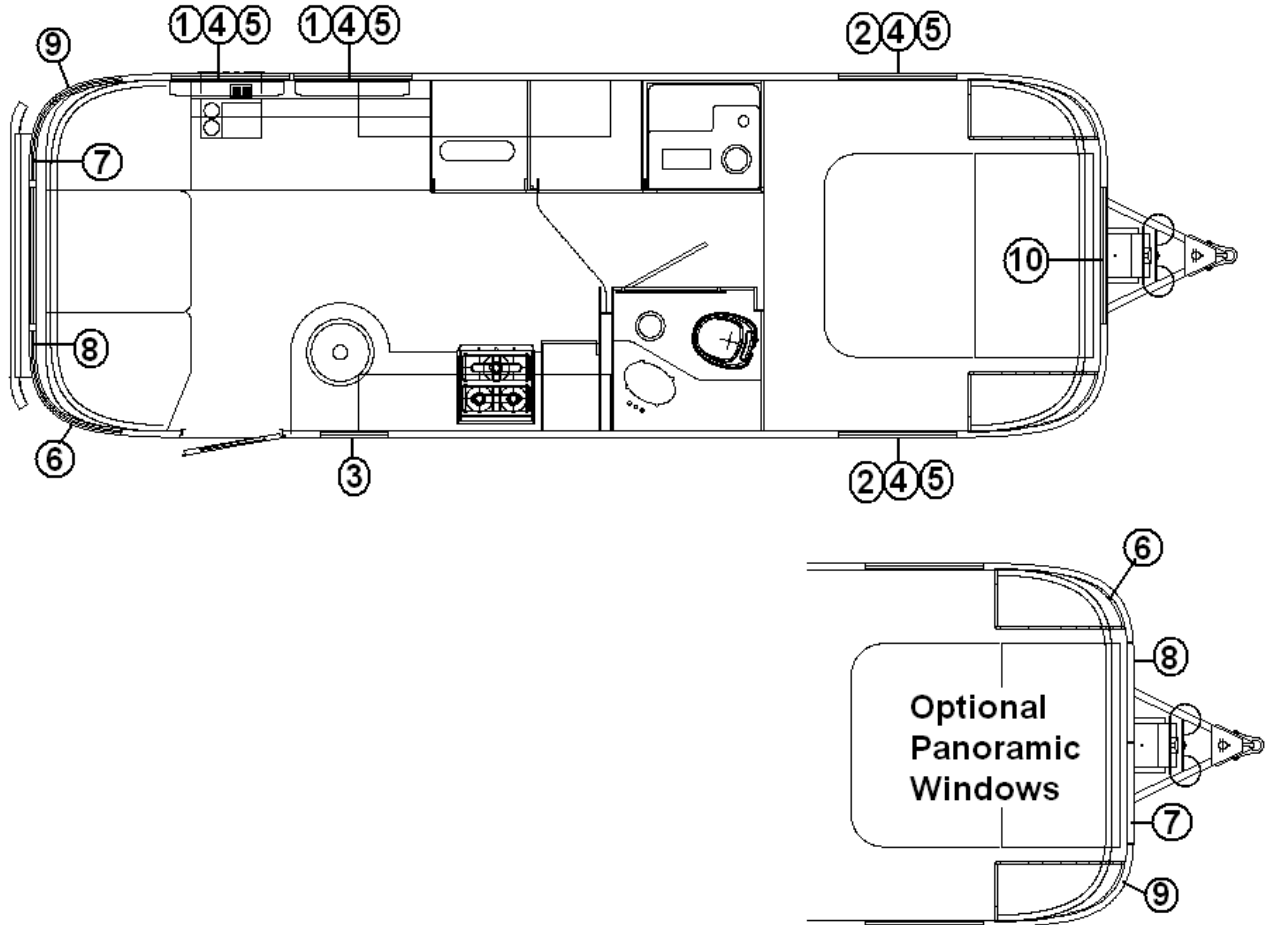 ①④⑤ ①④⑤ ②④⑤
⑨
⑦
⑩
⑧
⑥
③ ②④⑤
⑥
⑧
Optional
Panoramic
Windows
⑦
⑨